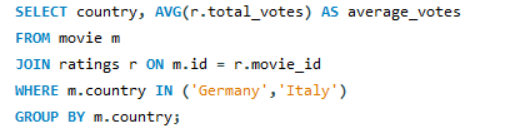 SELECT country, AVG(r.total_votes) AS average_votes
FROM movie m
JOIN ratings r ON m.id = r.movie_id
WHERE m.country IN ('Germany','Italy')
GROUP BY m.country;